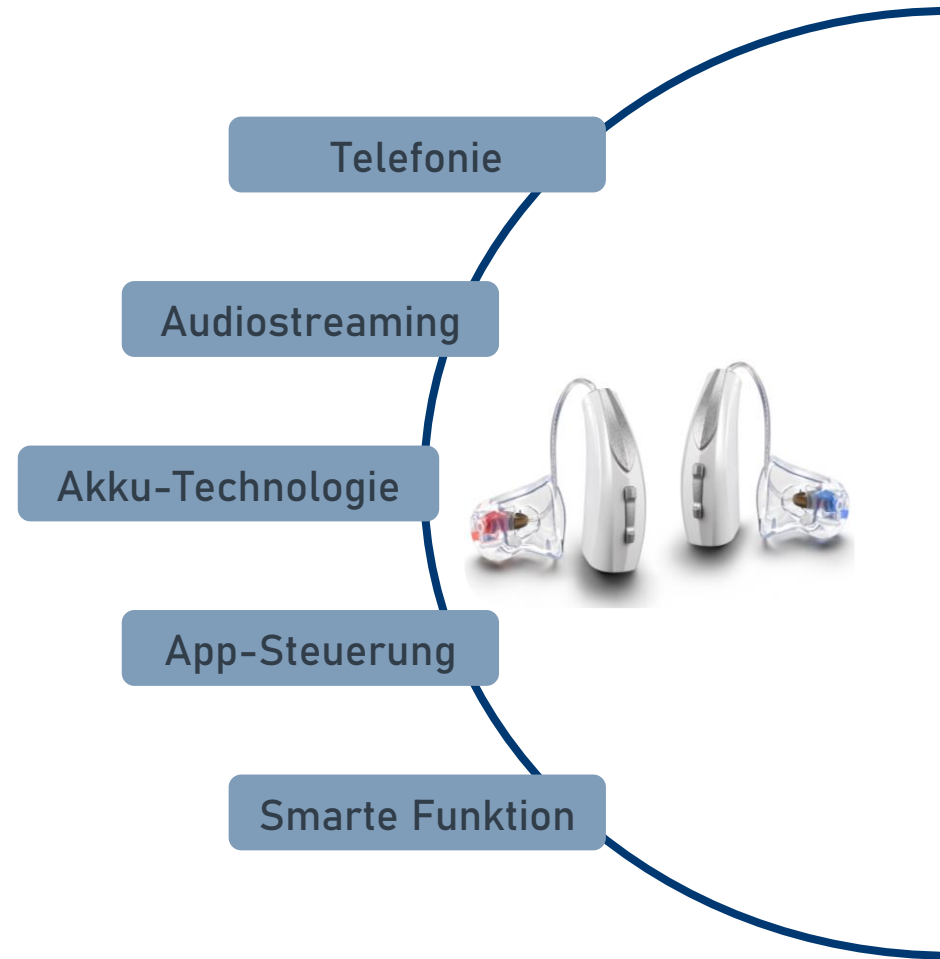 Telefonie
Audiostreaming
Akku-Technologie
App-Steuerung
Smarte Funktion